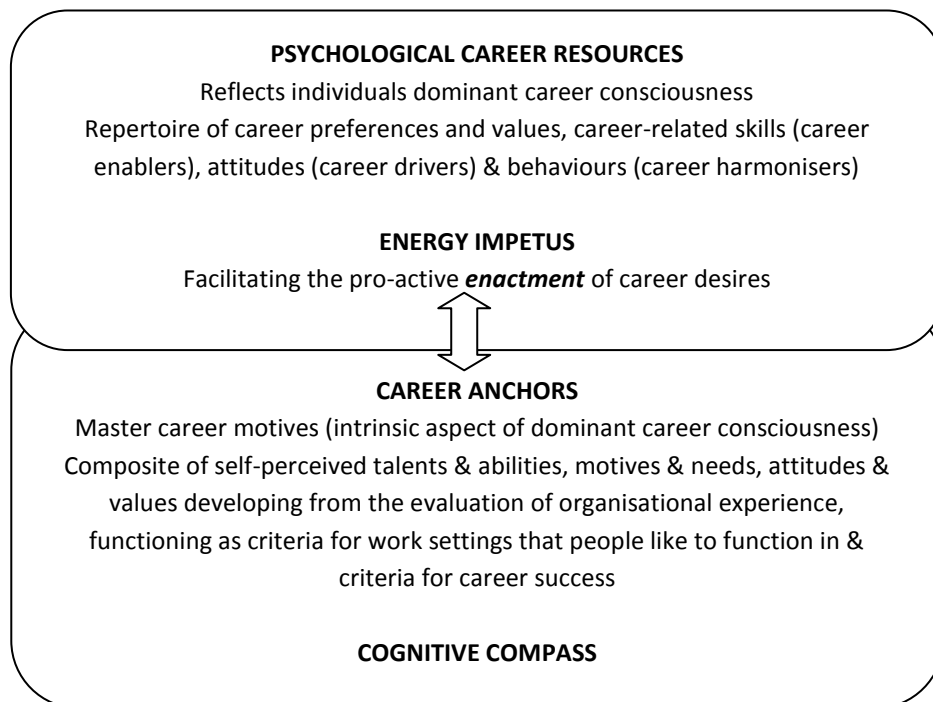 PSYCHOLOGICAL CAREER RESOURCES
Reflects individuals dominant career consciousness
Repertoire of career preferences and values, career-related skills (career
enablers), attitudes (career drivers) & behaviours (career harmonisers)
ENERGY IMPETUS
Facilitating the pro-active enactment of career desires
CAREER ANCHORS
Master career motives (intrinsic aspect of dominant career consciousness)
Composite of self-perceived talents & abilities, motives & needs, attitudes &
values developing from the evaluation of organisational experience,
functioning as criteria for work settings that people like to function in &
criteria for career success
COGNITIVE COMPASS